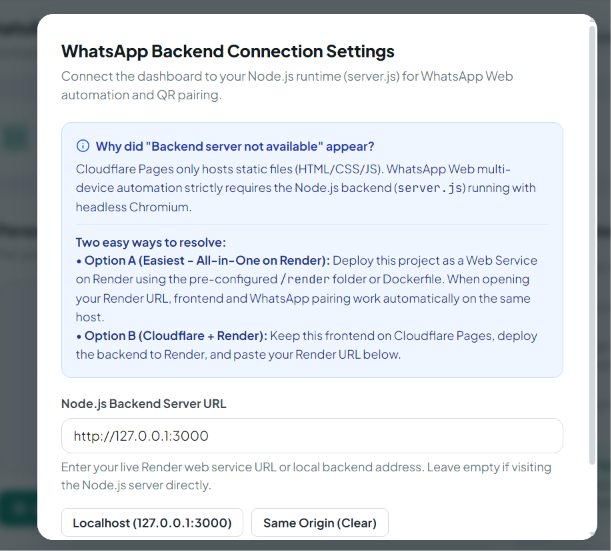 WhatsApp Backend Connection Settings
Connect the dashboard to your Node.js runtime (server.js) for WhatsApp Web
automation and QR pairing.
Why did "Backend server not available" appear?
Cloudflare Pages only hosts static files (HTML/CSS/JS). WhatsApp Web multi-
device automation strictly requires the Node.js backend (server.js) running with
headless Chromium.
Two easy ways to resolve:
• Option A (Easiest - All-in-One on Render): Deploy this project as a Web Service
on Render using the pre-configured /render folder or Dockerfile. When opening
your Render URL, frontend and WhatsApp pairing work automatically on the same
host.
• Option B (Cloudflare + Render): Keep this frontend on Cloudflare Pages, deploy
the backend to Render, and paste your Render URL below.
Node.js Backend Server URL
http://127.0.0.1:3000
Enter your live Render web service URL or local backend address. Leave empty if visiting
the Node.js server directly.
Localhost (127.0.0.1:3000)
Same Origin (Clear)